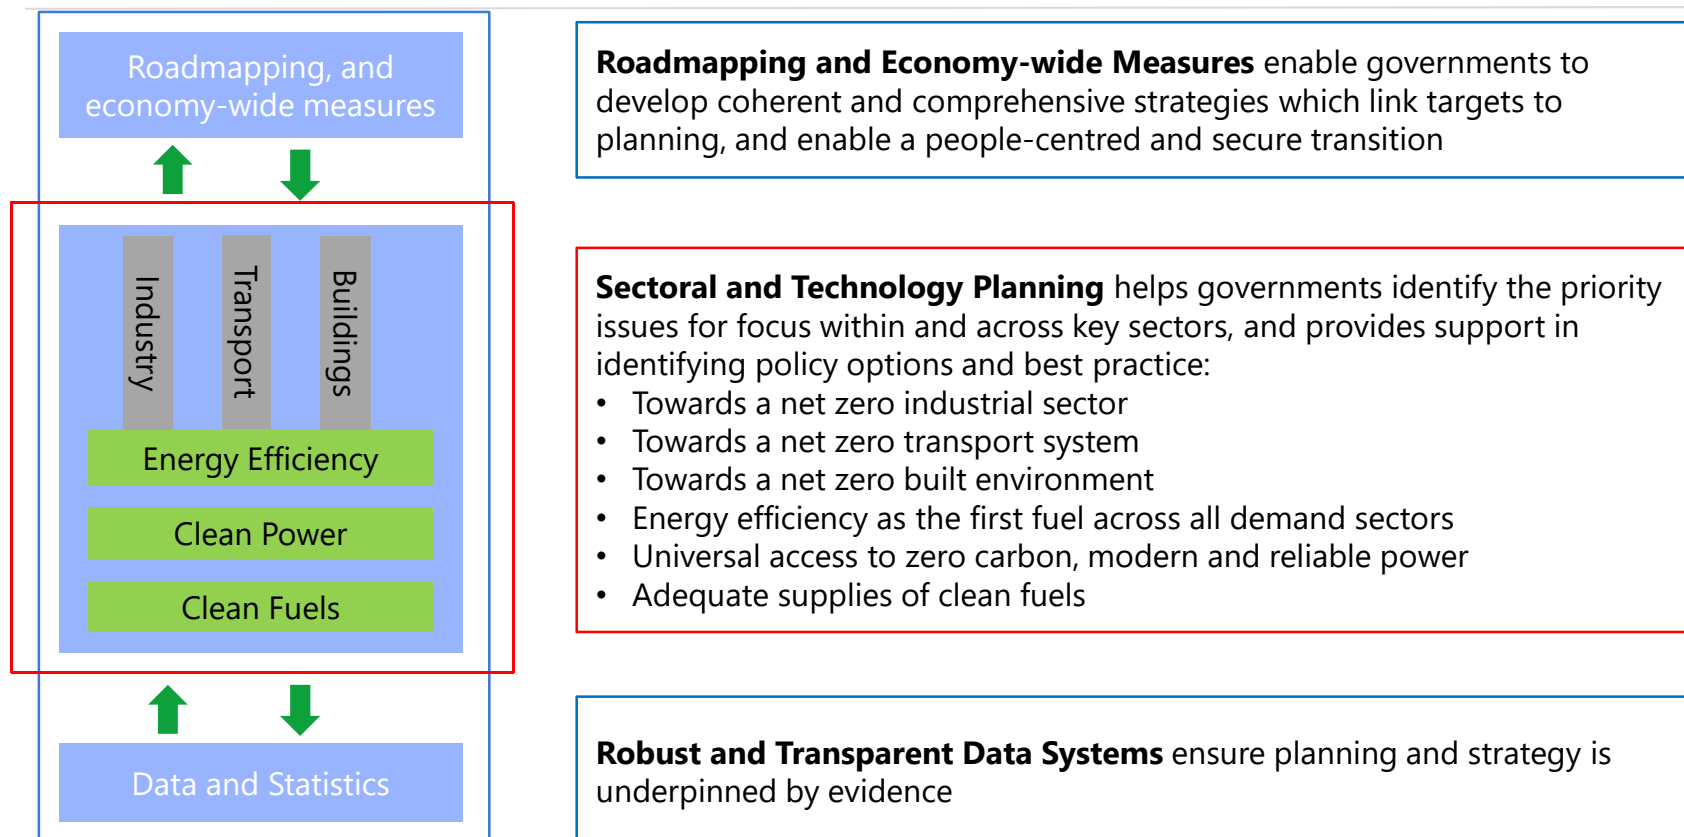 Roadmapping, and
economy-wide measures
Industry
Transport
Buildings
Energy Efficiency
Clean Power
Clean Fuels
Data and Statistics
Roadmapping and Economy-wide Measures enable governments to
develop coherent and comprehensive strategies which link targets to
planning, and enable a people-centred and secure transition
Sectoral and Technology Planning helps governments identify the priority
issues for focus within and across key sectors, and provides support in
identifying policy options and best practice:
• Towards a net zero industrial sector
• Towards a net zero transport system
• Towards a net zero built environment
• Energy efficiency as the first fuel across all demand sectors
• Universal access to zero carbon, modern and reliable power
• Adequate supplies of clean fuels
Robust and Transparent Data Systems ensure planning and strategy is
underpinned by evidence